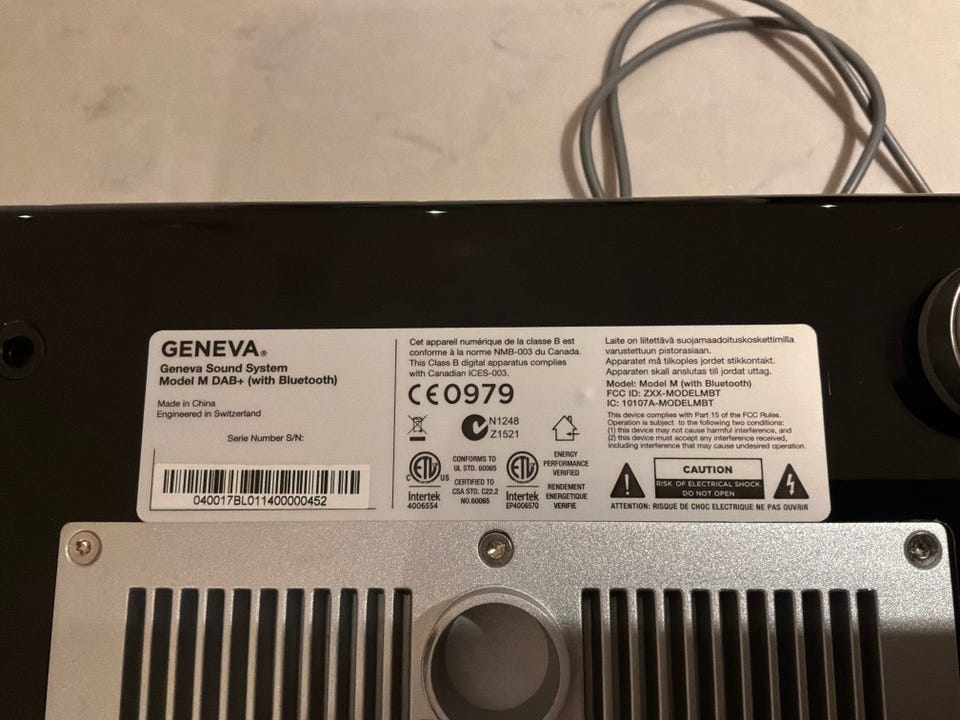 GENEVA®
Geneva Sound System
Model M DAB+ (with Bluetooth)
Made in China
Engineered in Switzerland
Serie Number S/N:
040017BL011400000452
Cet appareil numérique de la classe B est
conforme à la norme NMB-003 du Canada.
This Class B digital apparatus complies
with Canadian ICES-003.
CE0979
N1248
Z1521
C ETL US
CONFORMS TO
UL STD. 60065
CERTIFIED TO
CSA STD. C22.2
NO.60065
Intertek
4006554
ETL
Intertek
EP4006570
ENERGY
PERFORMANCE
VERIFIED
RENDEMENT
ENERGETIQUE
VERIFIE
Laite on liitettävä suojamaadoituskoskettimilla
varustettuun pistorasiaan.
Apparatet må tilkoples jordet stikkontakt.
Apparaten skall anslutas till jordat uttag.
Model: Model M (with Bluetooth)
FCC ID: ZXX-MODELMBT
IC: 10107A-MODELMBT
This device complies with Part 15 of the FCC Rules.
Operation is subject to the following two conditions:
(1) this device may not cause harmful interference, and
(2) this device must accept any interference received,
including interference that may cause undesired operation.
CAUTION
RISK OF ELECTRICAL SHOCK.
DO NOT OPEN
ATTENTION: RISQUE DE CHOC ELECTRIQUE NE PAS OUVRIR